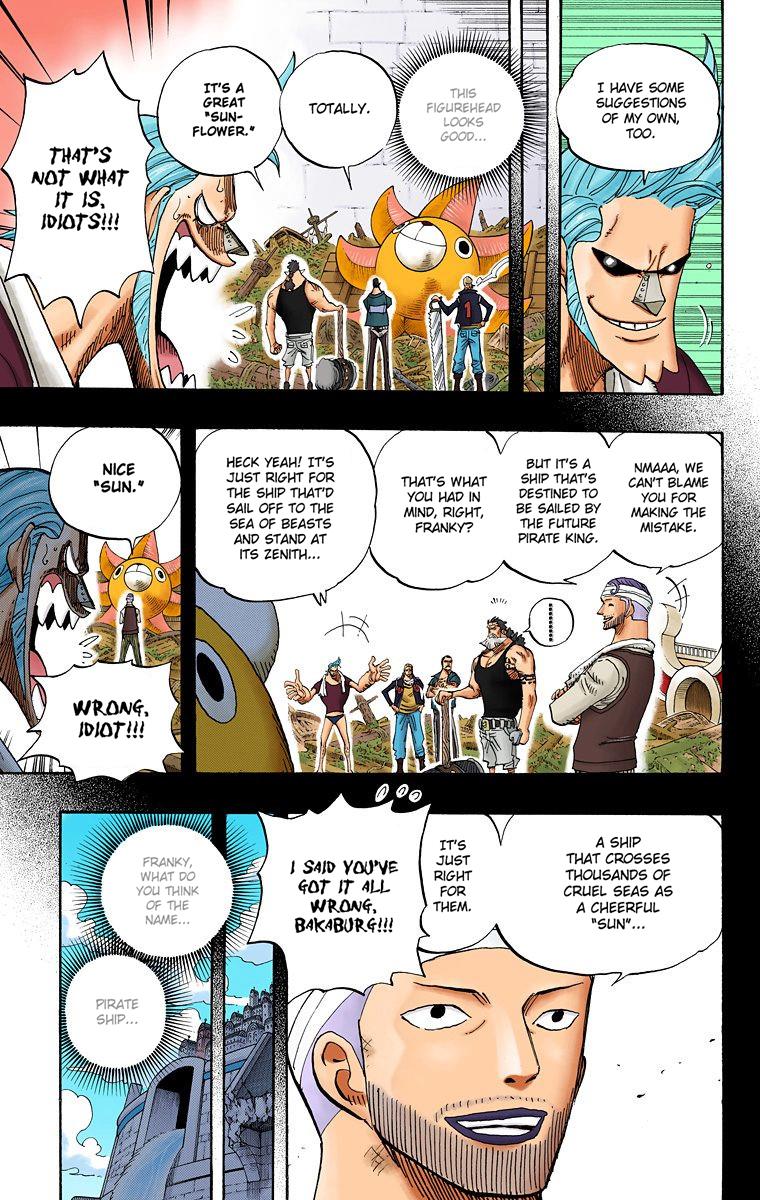 I HAVE SOME
SUGGESTIONS
OF MY OWN,
TOO.
THIS
FIGUREHEAD
LOOKS
GOOD...
TOTALLY.
IT'S A
GREAT
"SUN-
FLOWER."
THAT'S
NOT WHAT
IT IS,
IDIOTS!!!
1
NMAAA, WE
CAN'T BLAME
YOU FOR
MAKING THE
MISTAKE.
BUT IT'S A
SHIP THAT'S
DESTINED TO
BE SAILED BY
THE FUTURE
PIRATE KING.
THAT'S WHAT
YOU HAD IN
MIND, RIGHT,
FRANKY?
HECK YEAH! IT'S
JUST RIGHT FOR
THE SHIP THAT'D
SAIL OFF TO THE
SEA OF BEASTS
AND STAND AT
ITS ZENITH...
NICE
"SUN."
WRONG,
IDIOT!!!
A SHIP
THAT CROSSES
THOUSANDS OF
CRUEL SEAS AS
A CHEERFUL
"SUN"...
IT'S
JUST
RIGHT
FOR
THEM.
I SAID YOU'VE
GOT IT ALL
WRONG,
BAKABURG!!!
FRANKY,
WHAT DO
YOU THINK
OF THE
NAME...
PIRATE
SHIP...